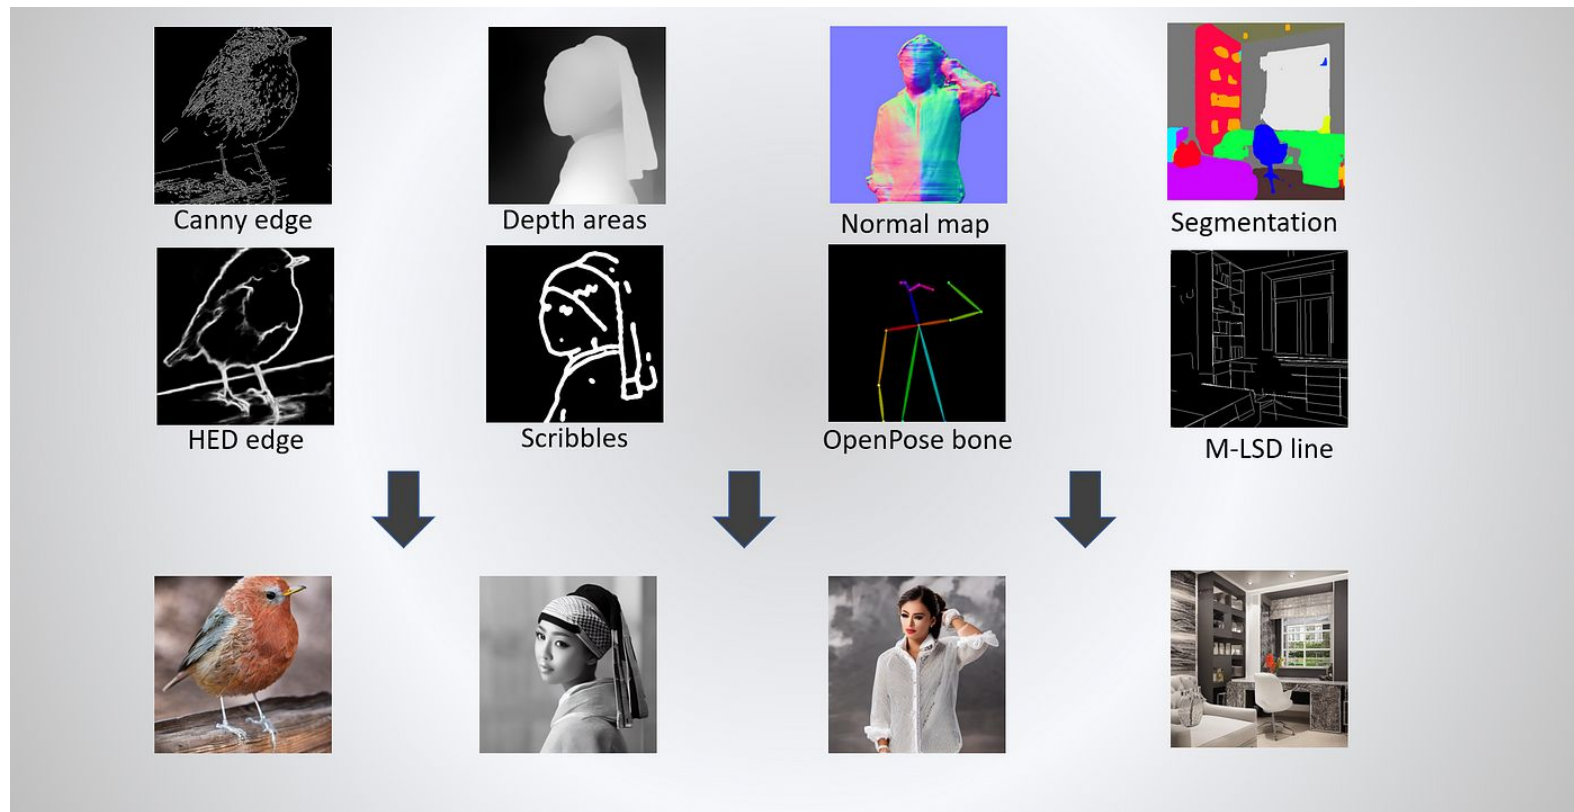 Canny edge
Depth areas
Normal map
Segmentation
HED edge
Scribbles
OpenPose bone
M-LSD line